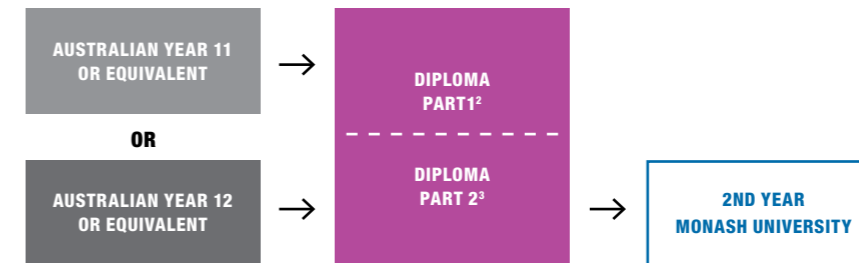 AUSTRALIAN YEAR 11
OR EQUIVALENT
→
DIPLOMA
PART1²
OR
AUSTRALIAN YEAR 12
OR EQUIVALENT
→
DIPLOMA
PART 2³
→
2ND YEAR
MONASH UNIVERSITY